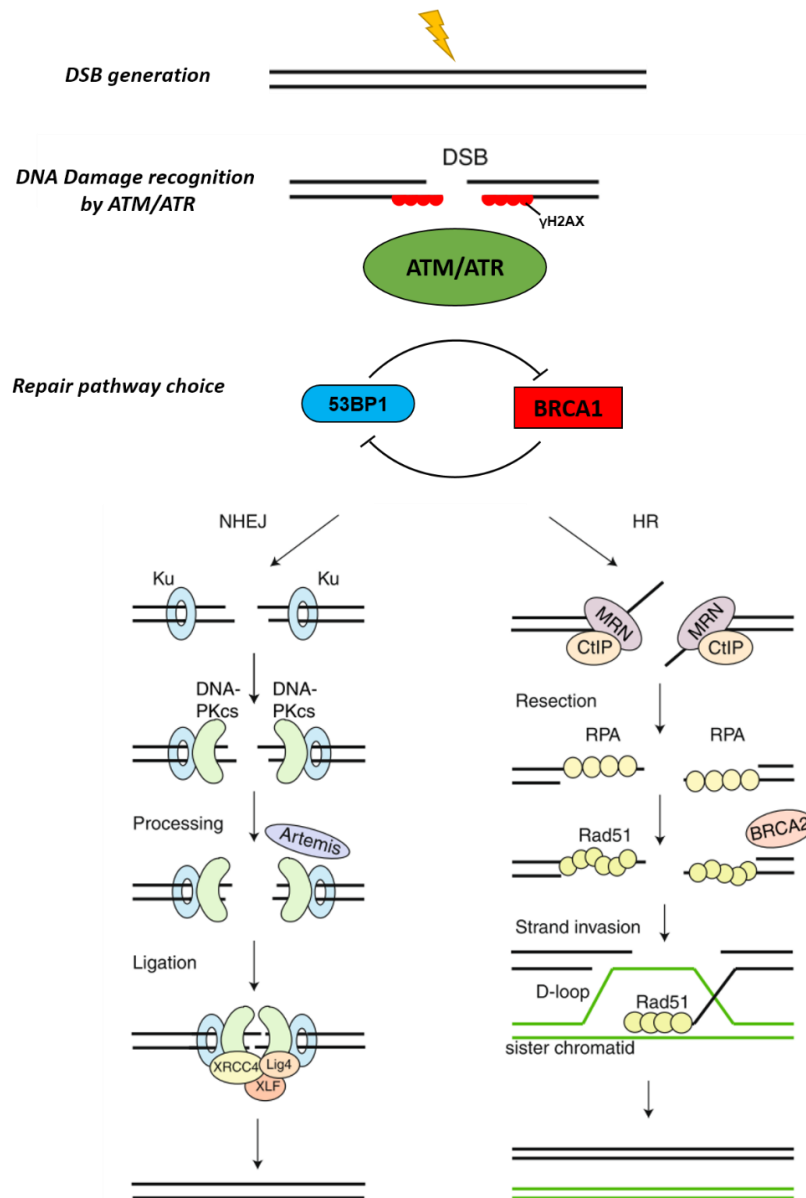 DSB generation
DSB
DNA Damage recognition
by ATM/ATR
γH2AX
ATM/ATR
Repair pathway choice
53BP1
BRCA1
NHEJ
HR
Ku
Ku
MRN
MRN
CtIP
CtIP
DNA-
PKcs
DNA-
PKcs
Resection
RPA
RPA
Processing
Artemis
Rad51
BRCA2
Strand invasion
Ligation
D-loop
Rad51
sister chromatid
XRCC4
Lig4
XLF